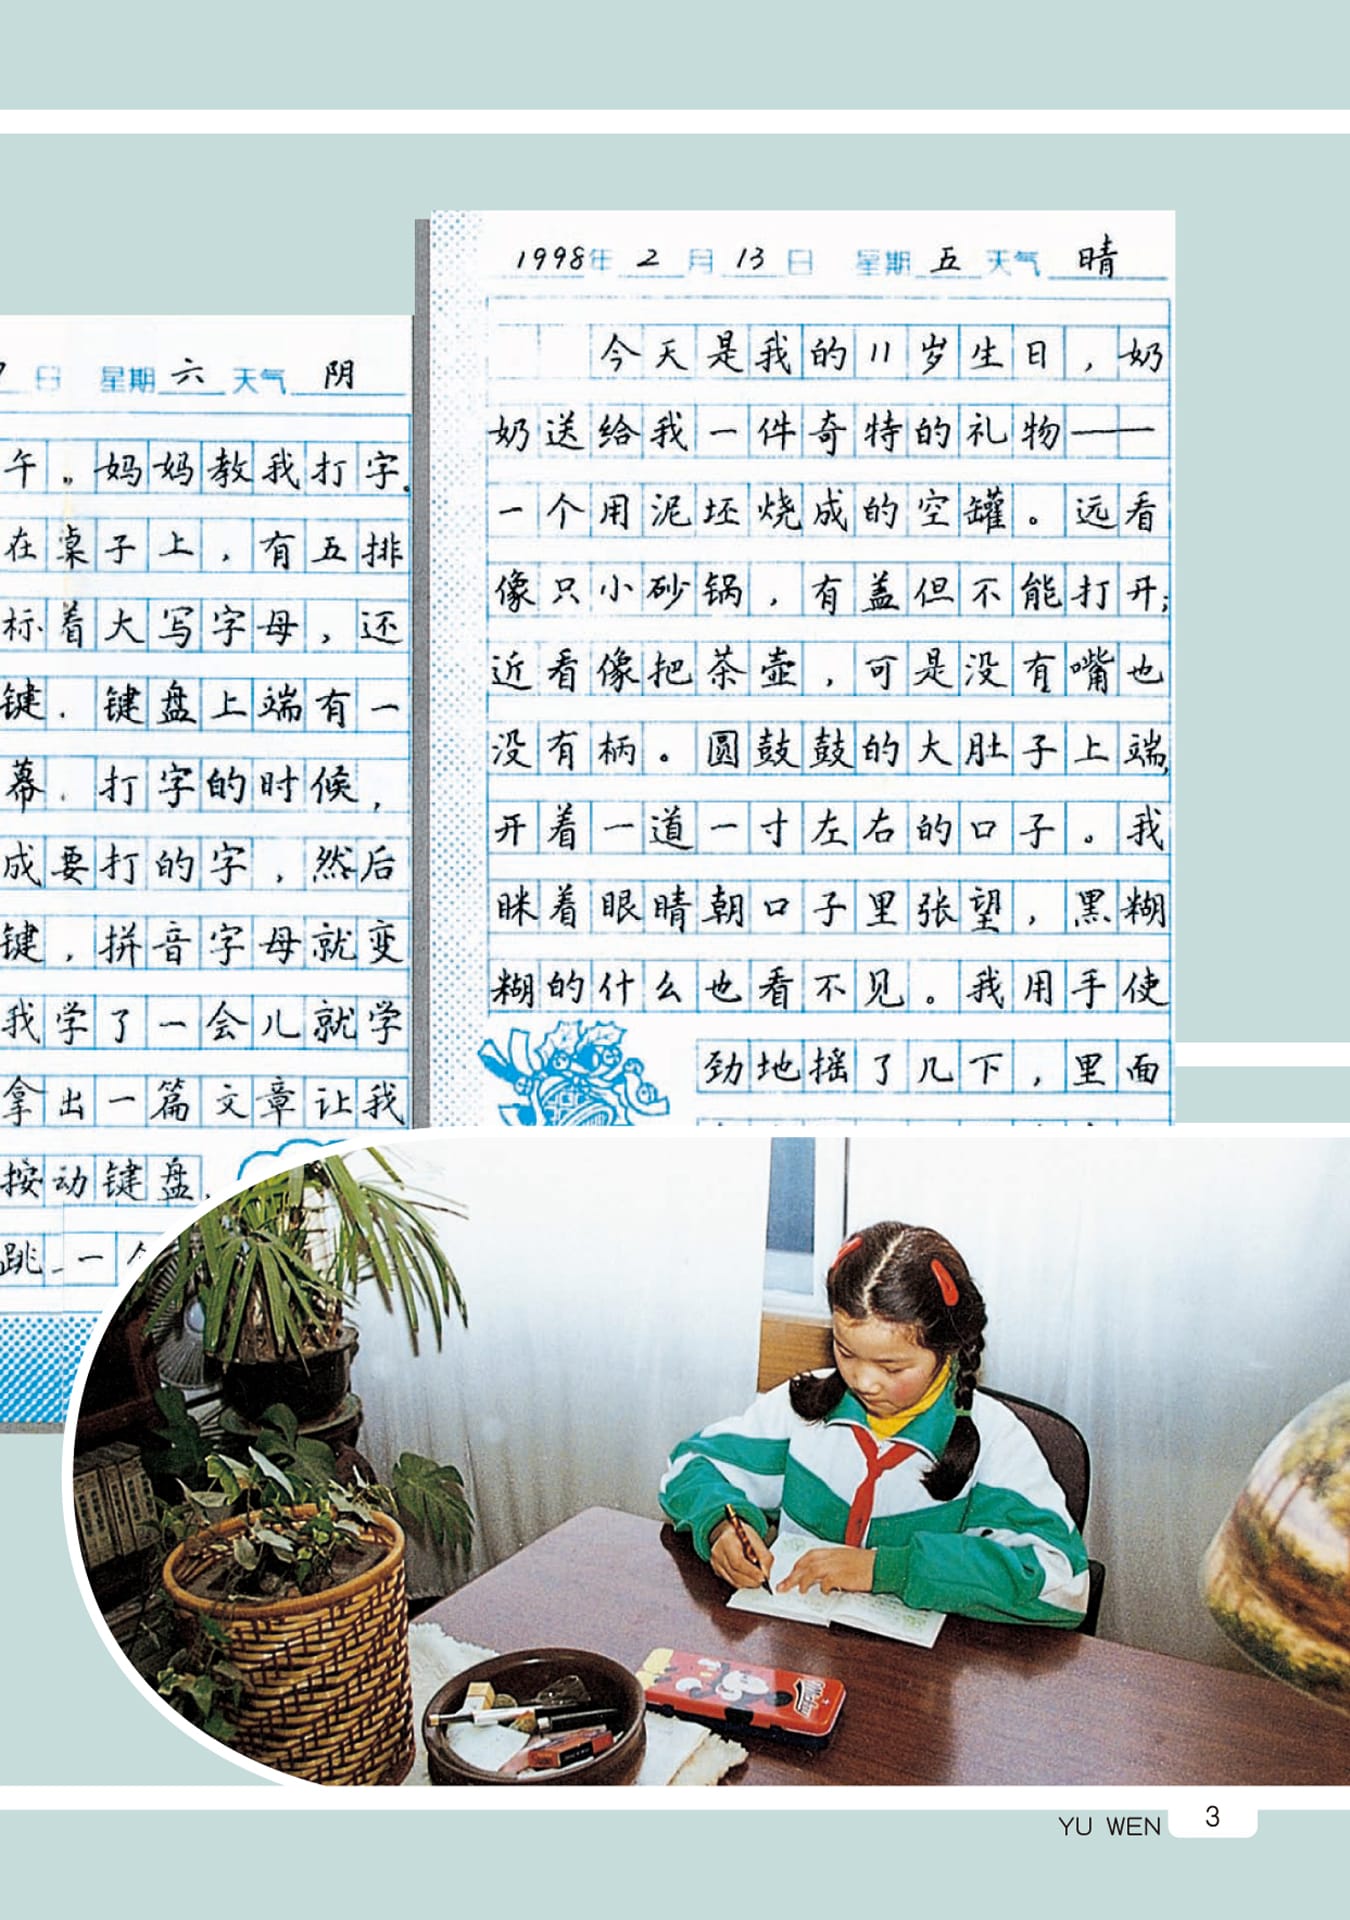 7日 星期六 天气 阴
午。妈妈教我打字。
在桌子上，有五排
标着大写字母，还
键．键盘上端有一
幕．打字的时候，
成要打的字，然后
键，拼音字母就变
我学了一会儿就学
拿出一篇文章让我
按动键盘．
跳 一个
1998年 2 月 13 日 星期 五 天气 晴
今天是我的11岁生日，奶
奶送给我一件奇特的礼物——
一个用泥坯烧成的空罐。远看
像只小砂锅，有盖但不能打开；
近看像把茶壶，可是没有嘴也
没有柄。圆鼓鼓的大肚子上端，
开着一道一寸左右的口子。我
眯着眼睛朝口子里张望，黑糊
糊的什么也看不见。我用手使
劲地摇了几下，里面
YU WEN 3